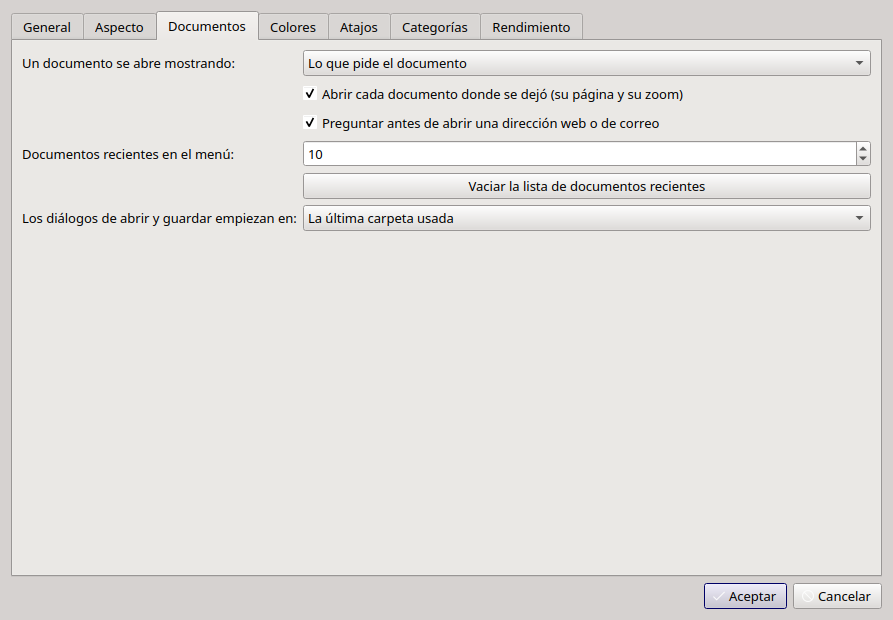 General Aspecto Documentos Colores Atajos Categorías Rendimiento
Un documento se abre mostrando: Lo que pide el documento
Abrir cada documento donde se dejó (su página y su zoom)
Preguntar antes de abrir una dirección web o de correo
Documentos recientes en el menú: 10
Vaciar la lista de documentos recientes
Los diálogos de abrir y guardar empiezan en: La última carpeta usada
Aceptar Cancelar